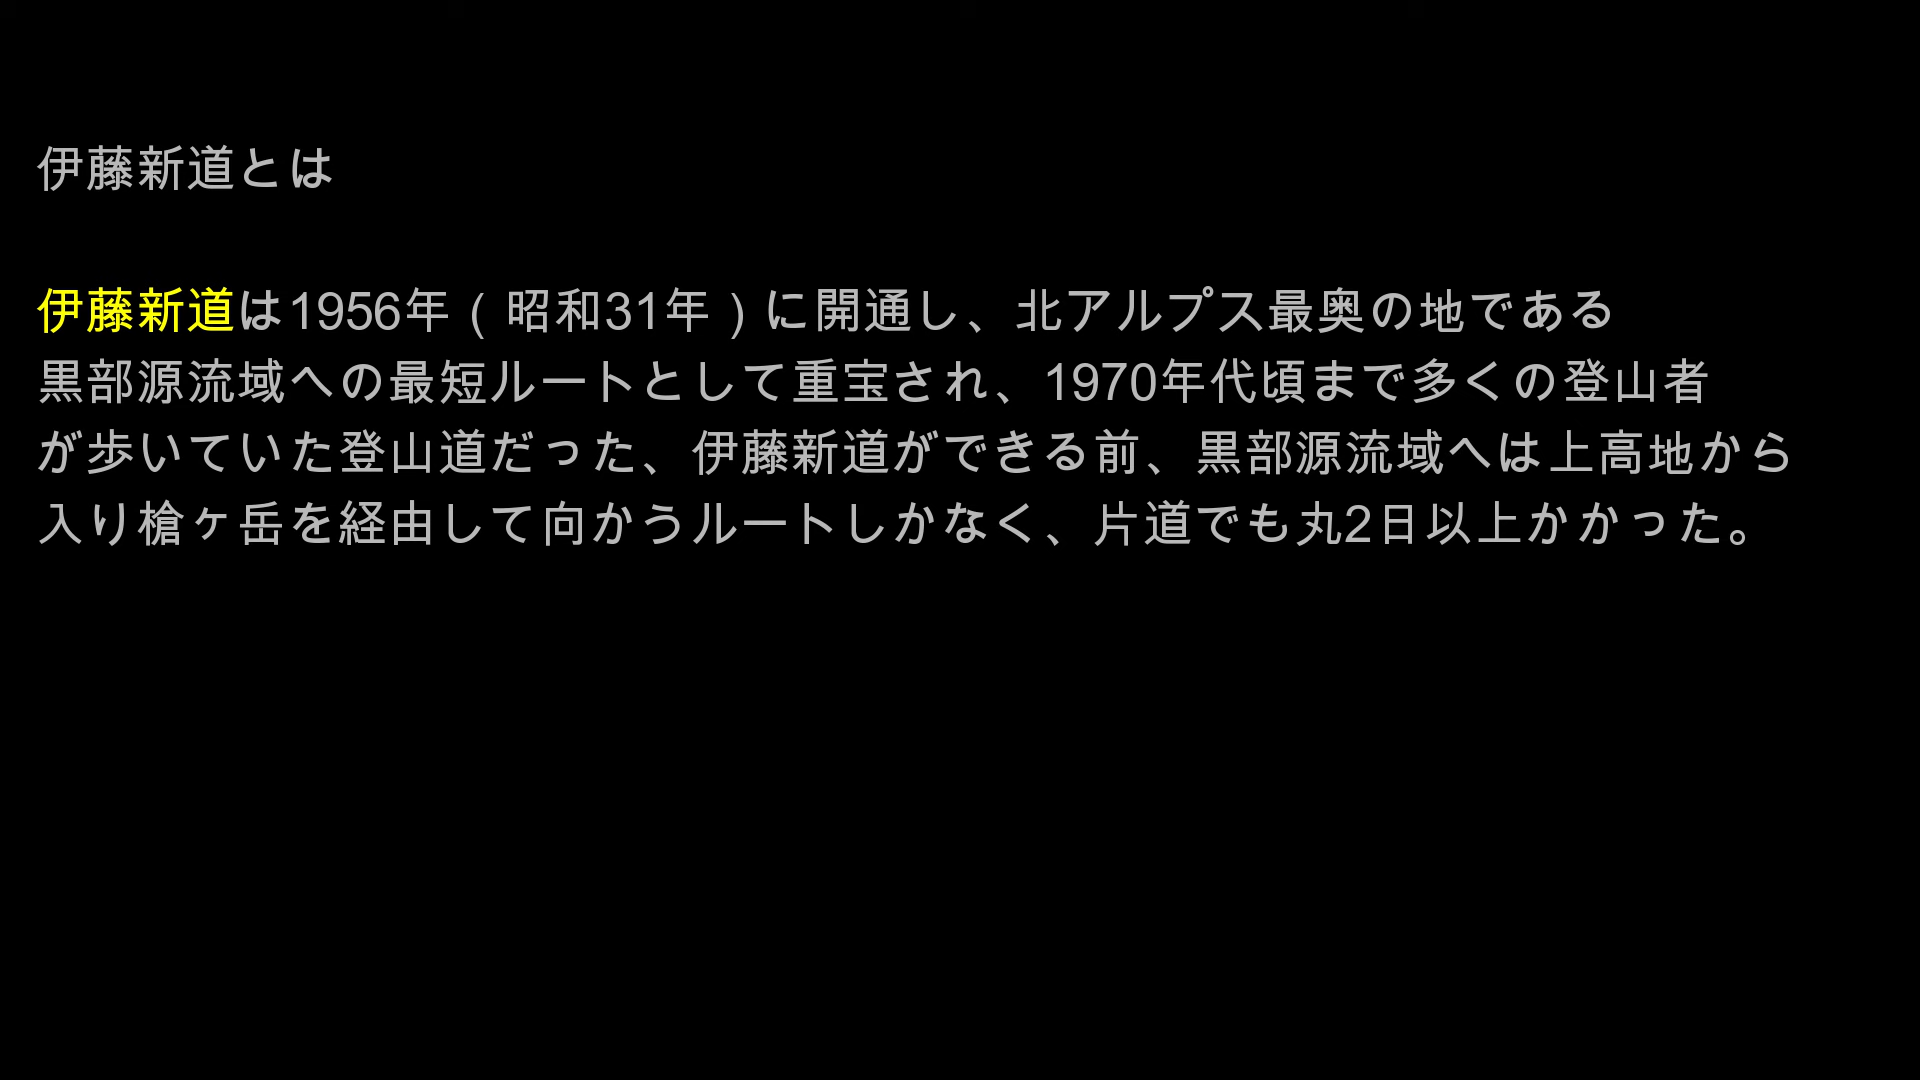 伊藤新道とは
伊藤新道は1956年(昭和31年)に開通し、北アルプス最奥の地である
黒部源流域への最短ルートとして重宝され、1970年代頃まで多くの登山者
が歩いていた登山道だった、伊藤新道ができる前、黒部源流域へは上高地から
入り槍ヶ岳を経由して向かうルートしかなく、片道でも丸2日以上かかった。